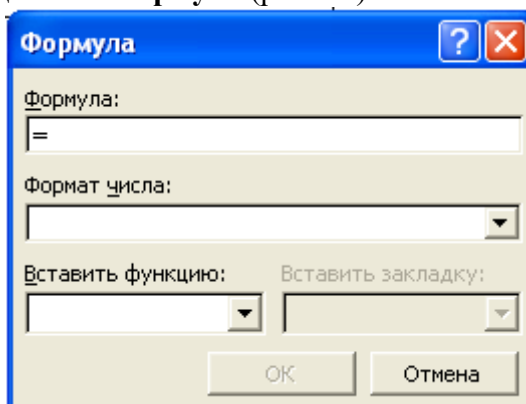 Формула ?
Формула:
=
Формат числа:
Вставить функцию: Вставить закладку:
OK Отмена